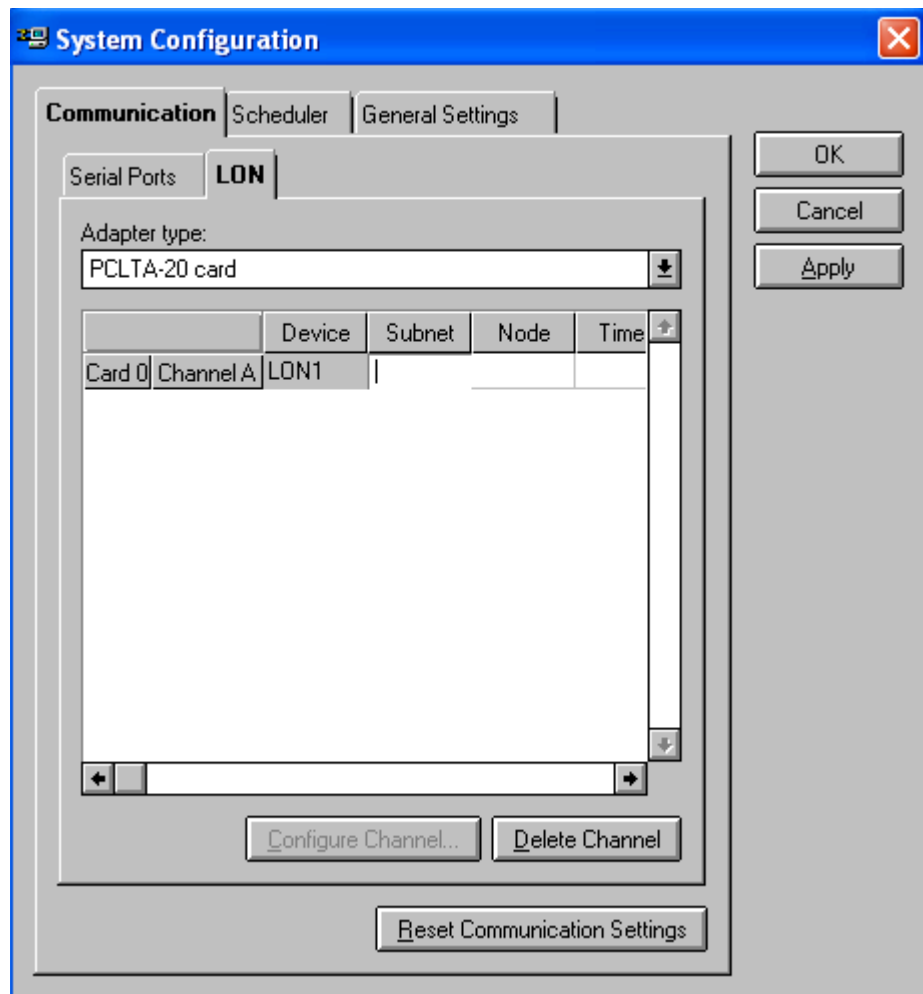 System Configuration
Communication Scheduler General Settings
OK
Serial Ports LON
Cancel
Adapter type:
PCLTA-20 card
Apply
Device Subnet Node Time
Card 0 Channel A LON1
Configure Channel... Delete Channel
Reset Communication Settings